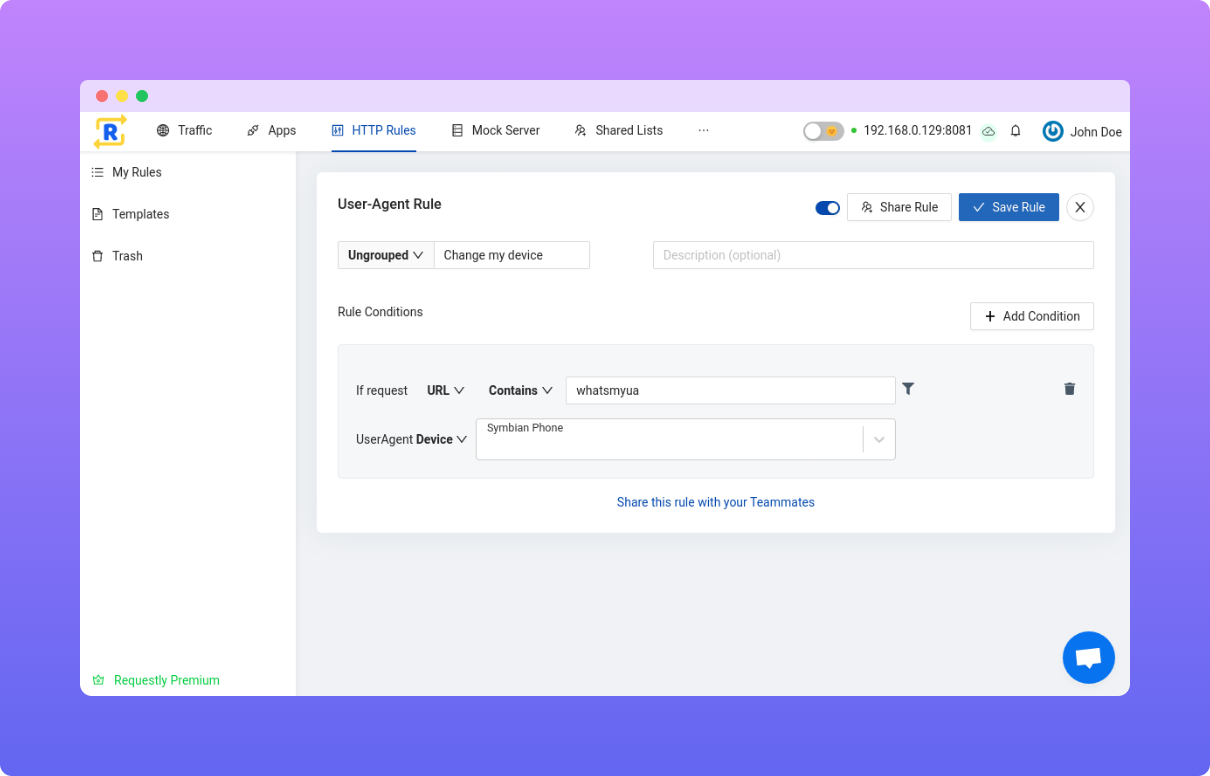 R Traffic Apps HTTP Rules Mock Server Shared Lists ··· 192.168.0.129:8081 John Doe
My Rules
Templates
Trash
User-Agent Rule Share Rule Save Rule
Ungrouped Change my device Description (optional)
Rule Conditions Add Condition
If request URL Contains whatsmyua
UserAgent Device Symbian Phone
Share this rule with your Teammates
Requestly Premium